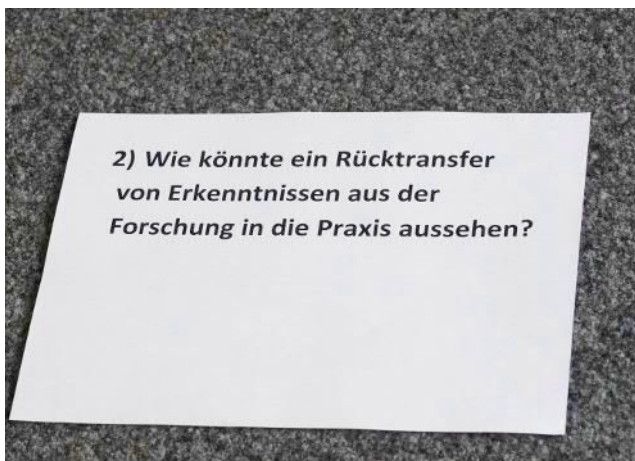 2) Wie könnte ein Rücktransfer
von Erkenntnissen aus der
Forschung in die Praxis aussehen?